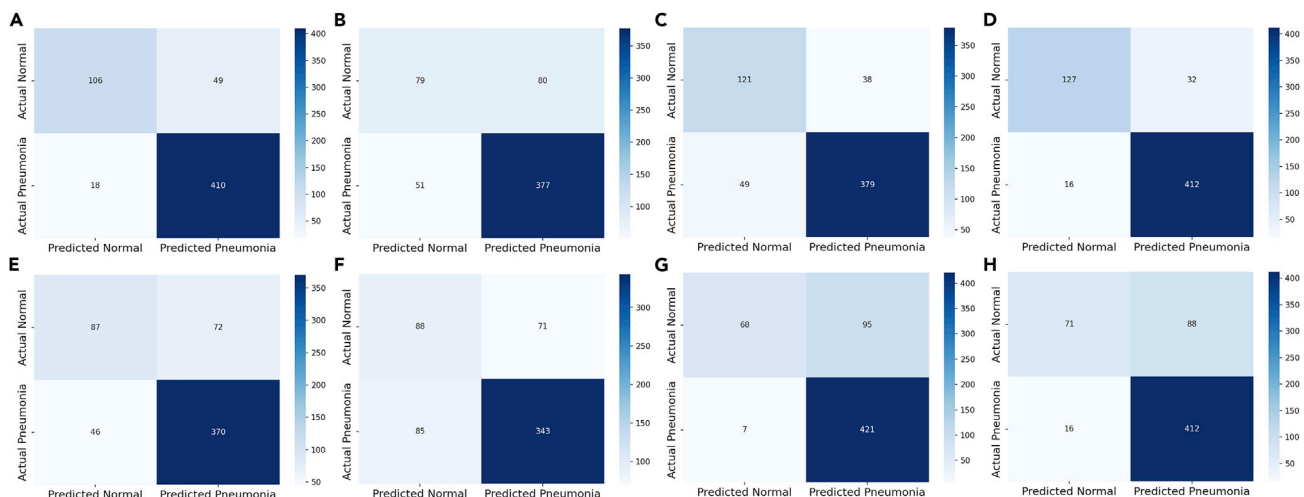 A
Actual Normal
Actual Pneumonia
106
49
18
410
Predicted Normal
Predicted Pneumonia
400
350
300
250
200
150
100
50
B
Actual Normal
Actual Pneumonia
79
80
51
377
Predicted Normal
Predicted Pneumonia
350
300
250
200
150
100
C
Actual Normal
Actual Pneumonia
121
38
49
379
Predicted Normal
Predicted Pneumonia
350
300
250
200
150
100
50
D
Actual Normal
Actual Pneumonia
127
32
16
412
Predicted Normal
Predicted Pneumonia
400
350
300
250
200
150
100
50
E
Actual Normal
Actual Pneumonia
87
72
46
370
Predicted Normal
Predicted Pneumonia
350
300
250
200
150
100
50
F
Actual Normal
Actual Pneumonia
88
71
85
343
Predicted Normal
Predicted Pneumonia
300
250
200
150
100
G
Actual Normal
Actual Pneumonia
68
95
7
421
Predicted Normal
Predicted Pneumonia
400
350
300
250
200
150
100
50
H
Actual Normal
Actual Pneumonia
71
88
16
412
Predicted Normal
Predicted Pneumonia
400
350
300
250
200
150
100
50